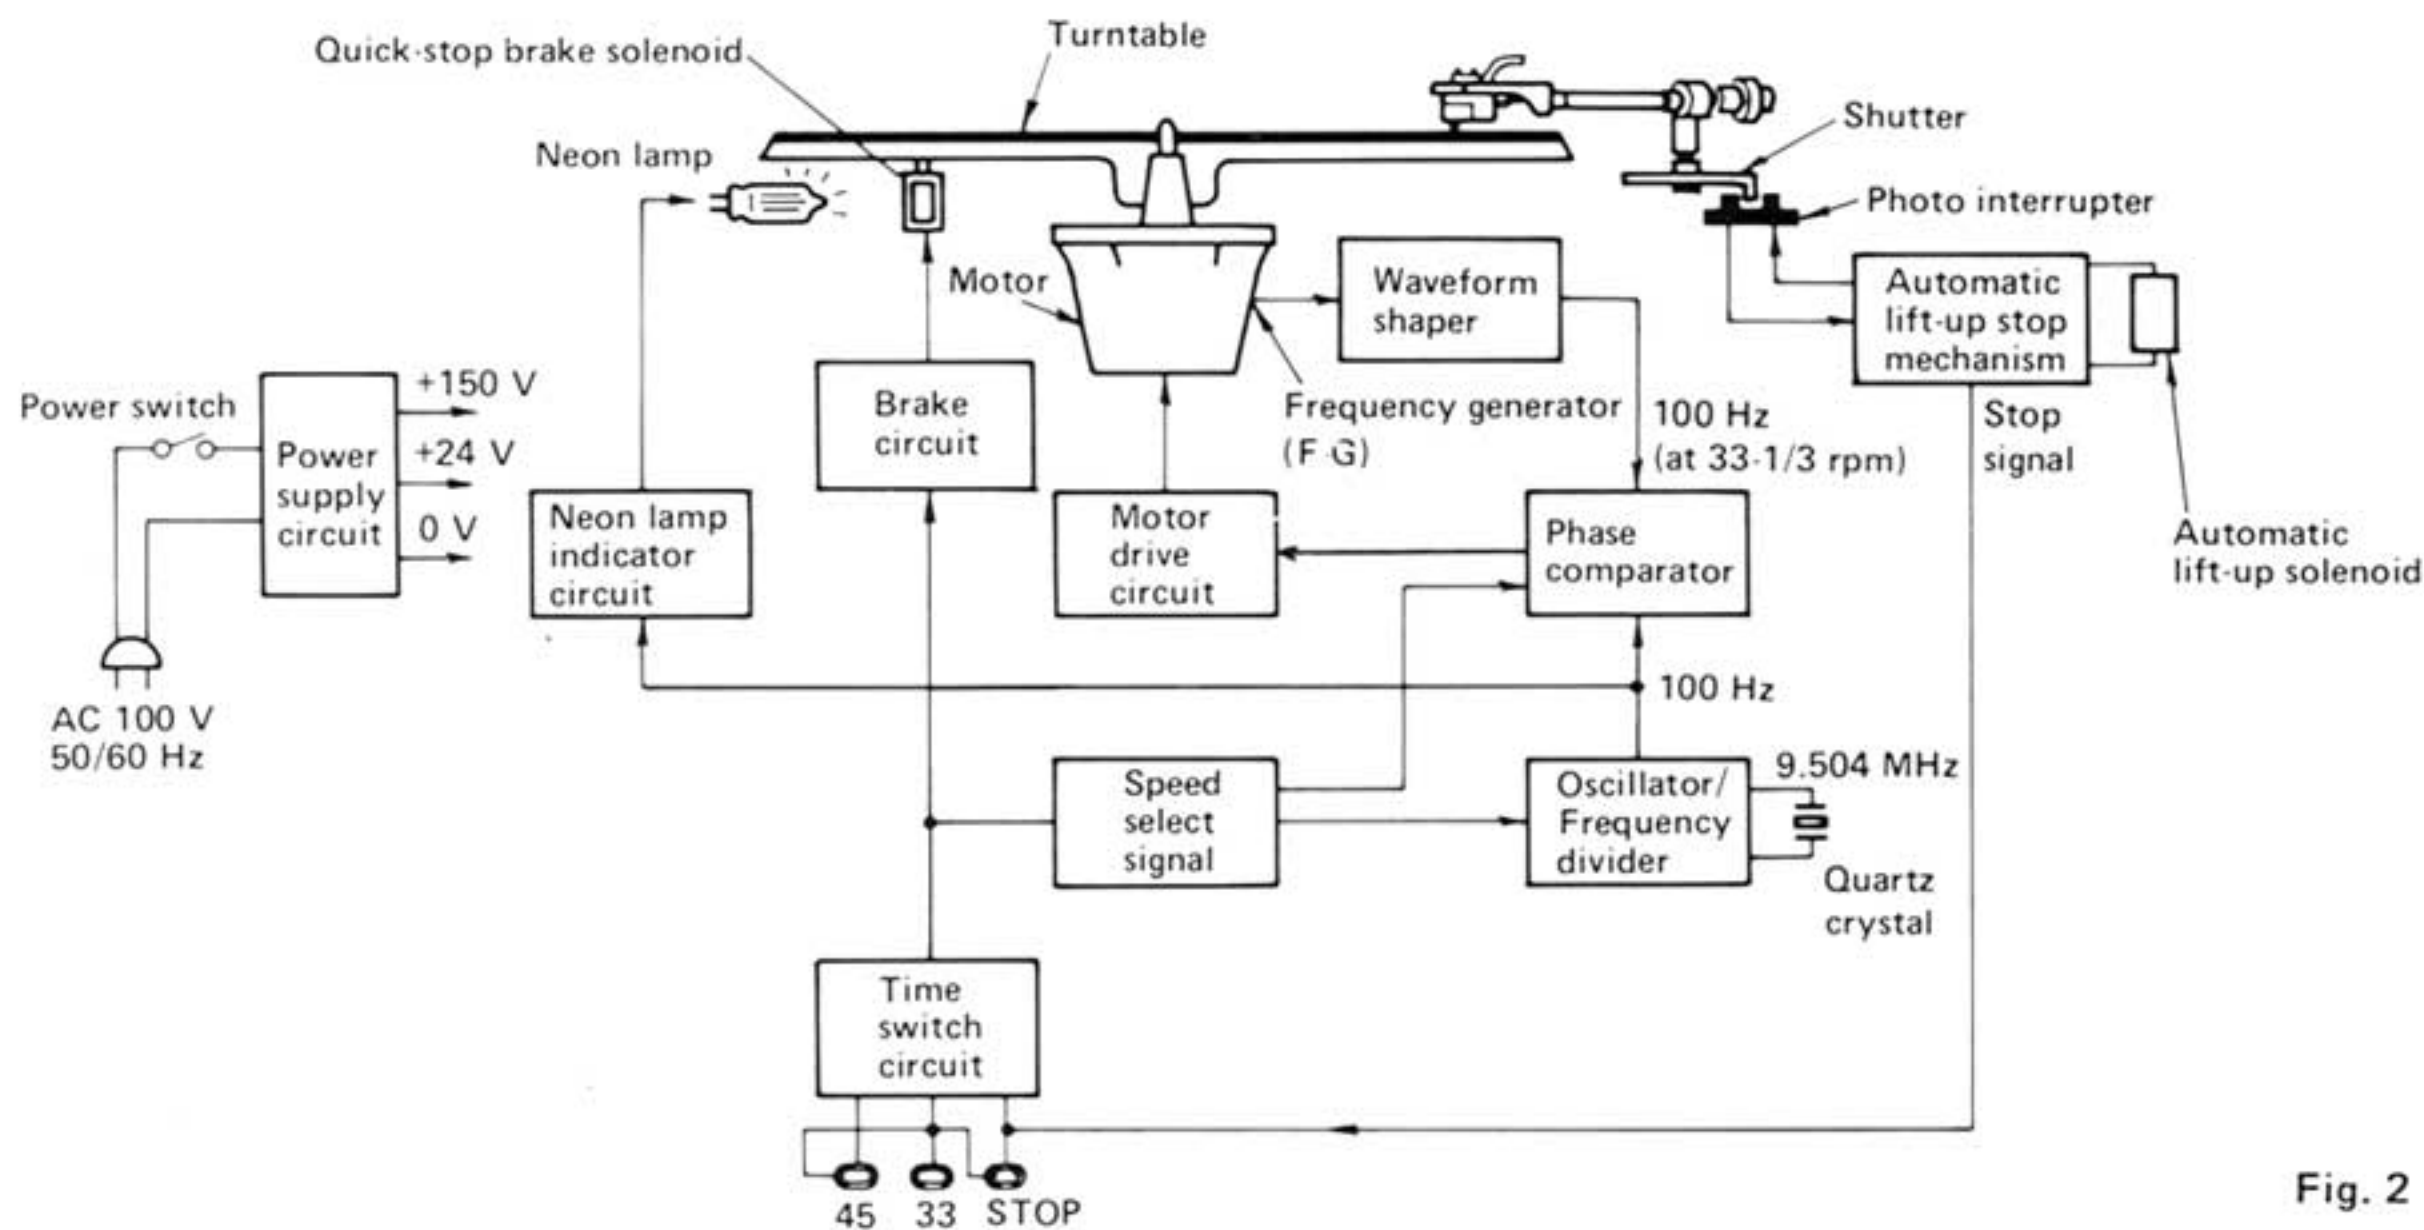 Quick-stop brake solenoid
Turntable
Neon lamp
Shutter
Photo interrupter
Motor
Waveform
shaper
Automatic
lift-up stop
mechanism
Power switch
+150 V
+24 V
0 V
Power
supply
circuit
Brake
circuit
Frequency generator
(F-G)
100 Hz
(at 33-1/3 rpm)
Stop
signal
Neon lamp
indicator
circuit
Motor
drive
circuit
Phase
comparator
Automatic
lift-up solenoid
AC 100 V
50/60 Hz
100 Hz
Speed
select
signal
Oscillator/
Frequency
divider
9.504 MHz
Quartz
crystal
Time
switch
circuit
45
33
STOP
Fig. 2